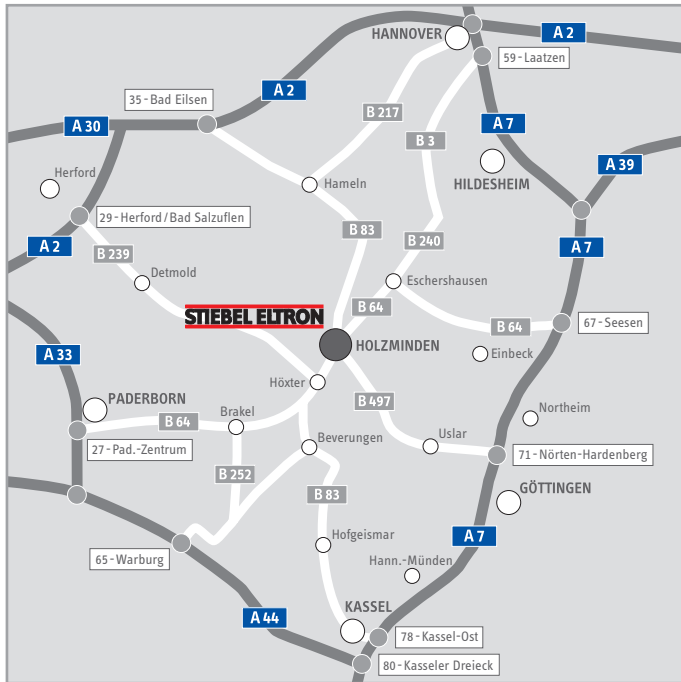 HANNOVER
A 2
59 - Laatzen
A 2
35 - Bad Eilsen
B 217
A 30
A 7
B 3
A 39
Herford
Hameln
HILDESHEIM
29 - Herford / Bad Salzuflen
B 83
A 2
B 239
B 240
A 7
Detmold
Eschershausen
B 64
STIEBEL ELTRON
67 - Seesen
B 64
HOLZMINDEN
A 33
Einbeck
Höxter
PADERBORN
B 497
Northeim
Brakel
B 64
Beverungen
Uslar
27 - Pad.-Zentrum
71 - Nörten-Hardenberg
B 252
GÖTTINGEN
B 83
Hofgeismar
A 7
65 - Warburg
Hann.-Münden
KASSEL
A 44
78 - Kassel-Ost
80 - Kasseler Dreieck